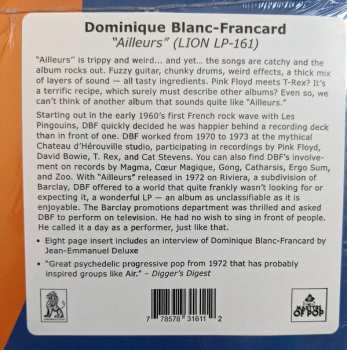 Dominique Blanc-Francard
"Ailleurs" (LION LP-161)
"Ailleurs" is trippy and weird... and yet... the songs are catchy and the
album rocks out. Fuzzy guitar, chunky drums, weird effects, a thick mix
of layers of sound — all tasty ingredients. Pink Floyd meets T-Rex? It's
a terrific recipe, which surely must describe other albums? Even so, we
can't think of another album that sounds quite like "Ailleurs."
Starting out in the early 1960's first French rock wave with Les
Pingouins, DBF quickly decided he was happier behind a recording deck
than in front of one. DBF worked from 1970 to 1973 at the mythical
Chateau d'Hérouville studio, participating in recordings by Pink Floyd,
David Bowie, T. Rex, and Cat Stevens. You can also find DBF's involve-
ment on records by Magma, Cœur Magique, Gong, Catharsis, Ergo Sum,
and Zoo. With "Ailleurs" released in 1972 on Riviera, a subdivision of
Barclay, DBF offered to a world that quite frankly wasn't looking for or
expecting it, a wonderful LP — an album as unclassifiable as it is
enjoyable. The Barclay promotions department was thrilled and asked
DBF to perform on television. He had no wish to sing in front of people.
He called it a day as a performer, just like that.
• Eight page insert includes an interview of Dominique Blanc-Francard by
Jean-Emmanuel Deluxe
• "Great psychedelic progressive pop from 1972 that has probably
inspired groups like Air." – Digger's Digest
7 78578 31611 2
MARTYRS
OF POP